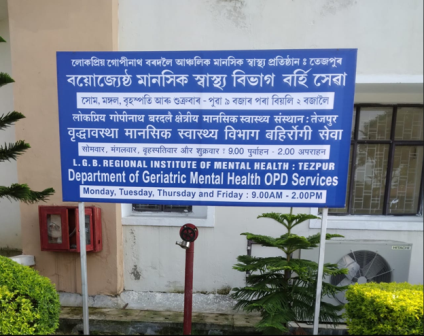 লোকপ্ৰিয় গোপীনাথ বৰদলৈ আঞ্চলিক মানসিক স্বাস্থ্য প্ৰতিষ্ঠান : তেজপুৰ
বয়োজ্যেষ্ঠ মানসিক স্বাস্থ্য বিভাগ বৰ্হি সেৱা
সোম, মঙ্গল, বৃহস্পতি আৰু শুক্ৰবাৰ - পুৱা ৯ বজাৰ পৰা বিয়লি ২ বজালৈ
लोकप्रिय गोपीनाथ बरदलै क्षेत्रीय मानसिक स्वास्थ्य संस्थान : तेजपुर
वृद्धावस्था मानसिक स्वास्थ्य विभाग बहिरोगी सेवा
सोमवार, मंगलवार, बृहस्पतिवार और शुक्रवार : 9.00 पूर्वाह्न - 2.00 अपराह्न
L.G.B. REGIONAL INSTITUTE OF MENTAL HEALTH : TEZPUR
Department of Geriatric Mental Health OPD Services
Monday, Tuesday, Thursday and Friday : 9.00AM - 2.00PM